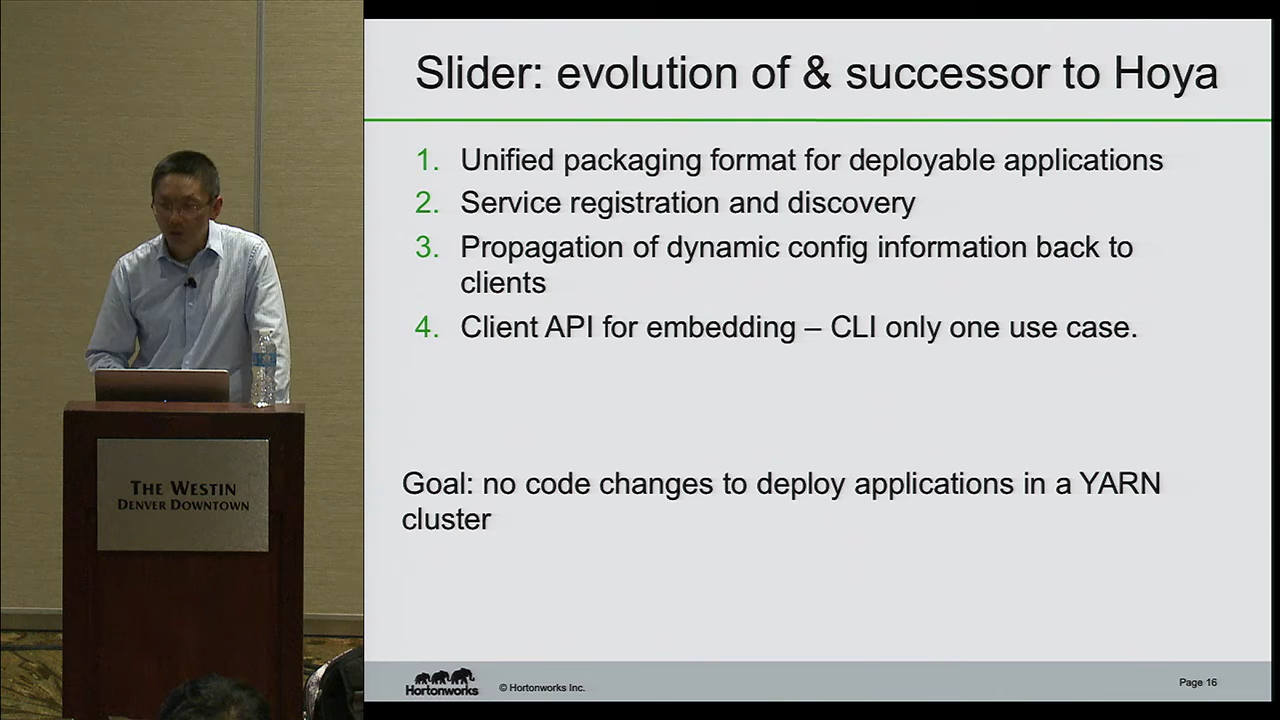 Slider: evolution of & successor to Hoya
1. Unified packaging format for deployable applications
2. Service registration and discovery
3. Propagation of dynamic config information back to
clients
4. Client API for embedding – CLI only one use case.
Goal: no code changes to deploy applications in a YARN
cluster
Hortonworks
© Hortonworks Inc.
Page 16
THE WESTIN
DENVER DOWNTOWN